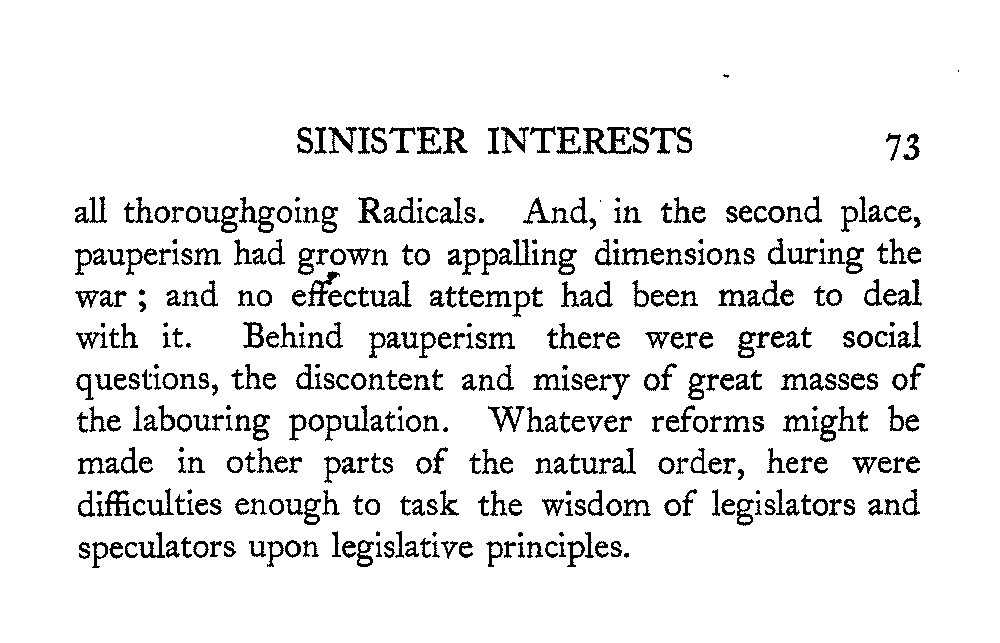 SINISTER INTERESTS 73
all thoroughgoing Radicals. And, in the second place,
pauperism had grown to appalling dimensions during the
war ; and no effectual attempt had been made to deal
with it. Behind pauperism there were great social
questions, the discontent and misery of great masses of
the labouring population. Whatever reforms might be
made in other parts of the natural order, here were
difficulties enough to task the wisdom of legislators and
speculators upon legislative principles.